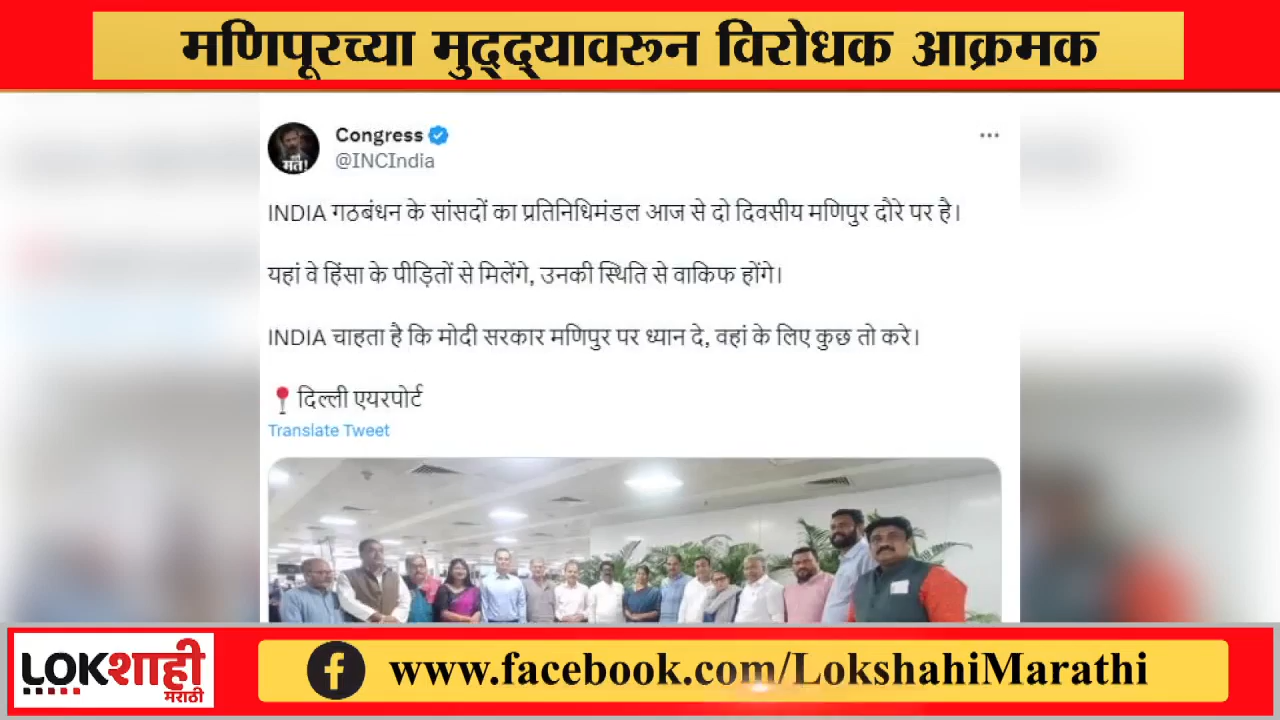 मणिपूरच्या मुद्द्यावरून विरोधक आक्रमक
Congress
@INCIndia
मत!
INDIA गठबंधन के सांसदों का प्रतिनिधिमंडल आज से दो दिवसीय मणिपुर दौरे पर है।
यहां वे हिंसा के पीड़ितों से मिलेंगे, उनकी स्थिति से वाकिफ होंगे।
INDIA चाहता है कि मोदी सरकार मणिपुर पर ध्यान दे, वहां के लिए कुछ तो करे।
दिल्ली एयरपोर्ट
Translate Tweet
LOKशाही
मराठी
www.facebook.com/LokshahiMarathi